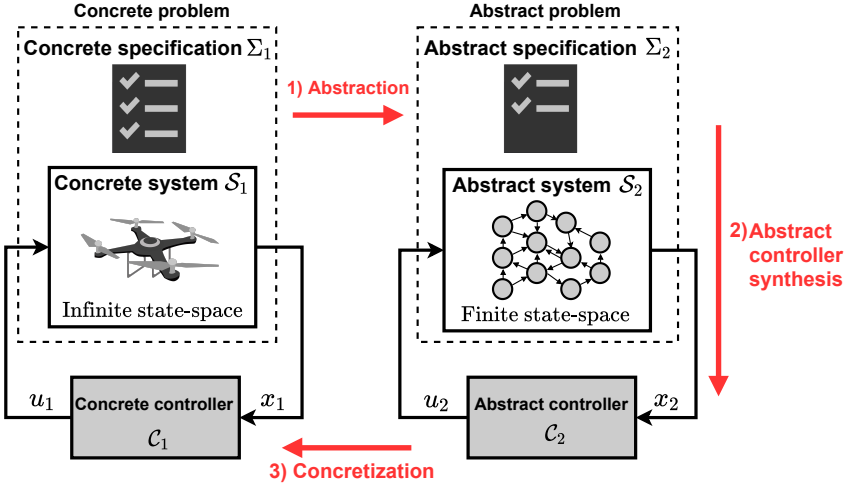 Concrete problem
Concrete specification Σ₁
Concrete system 𝒮₁
Infinite state-space
u₁
Concrete controller
𝒞₁
x₁
1) Abstraction
Abstract problem
Abstract specification Σ₂
Abstract system 𝒮₂
Finite state-space
u₂
Abstract controller
𝒞₂
x₂
2) Abstract
controller
synthesis
3) Concretization